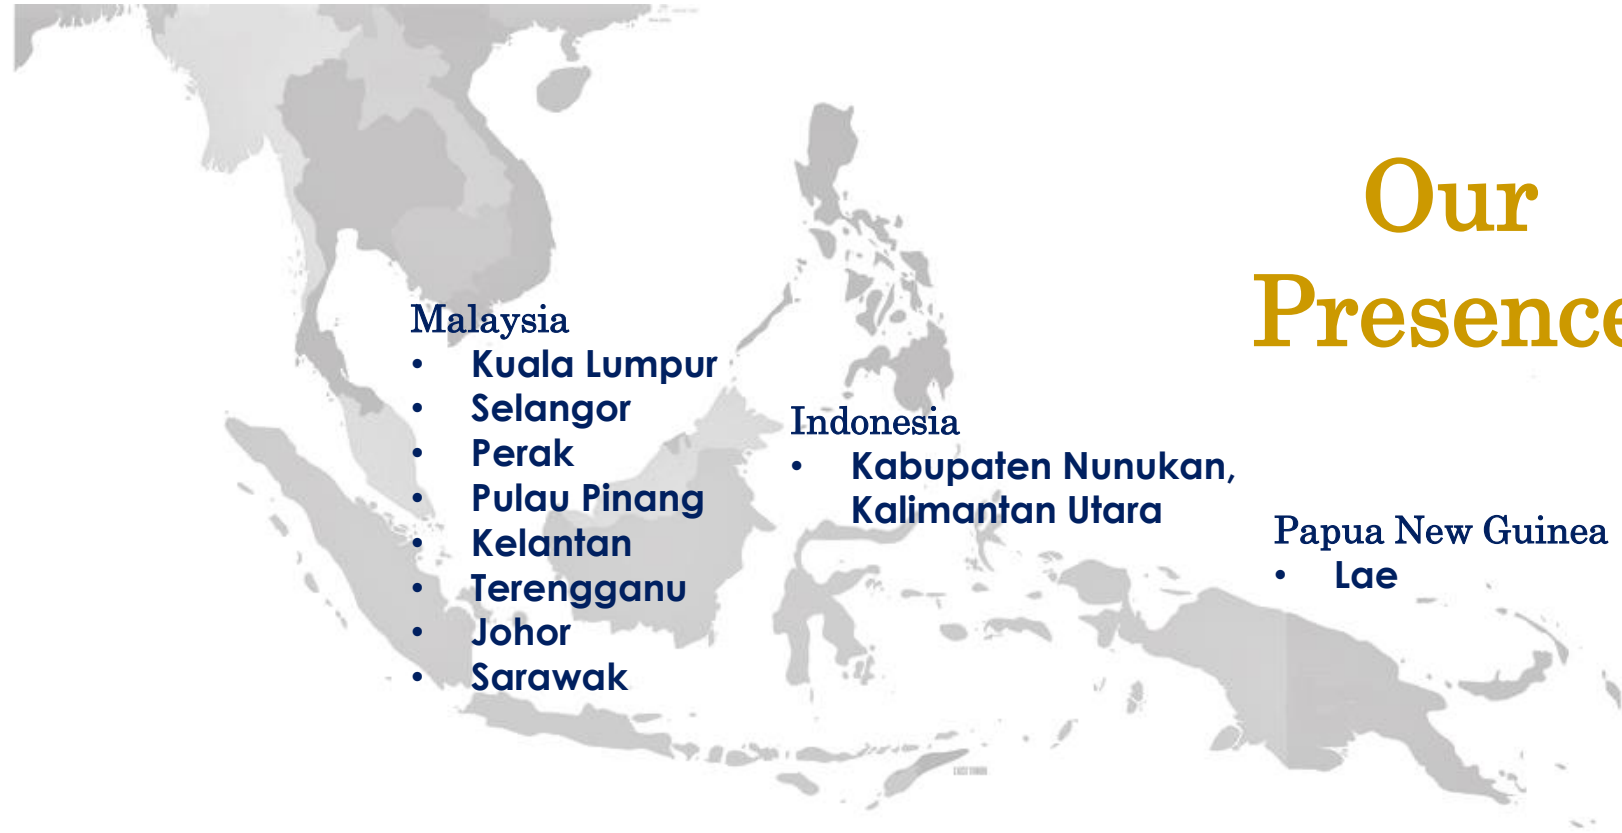 Our
Presence
Malaysia
• Kuala Lumpur
• Selangor
• Perak
• Pulau Pinang
• Kelantan
• Terengganu
• Johor
• Sarawak
Indonesia
• Kabupaten Nunukan,
Kalimantan Utara
Papua New Guinea
• Lae